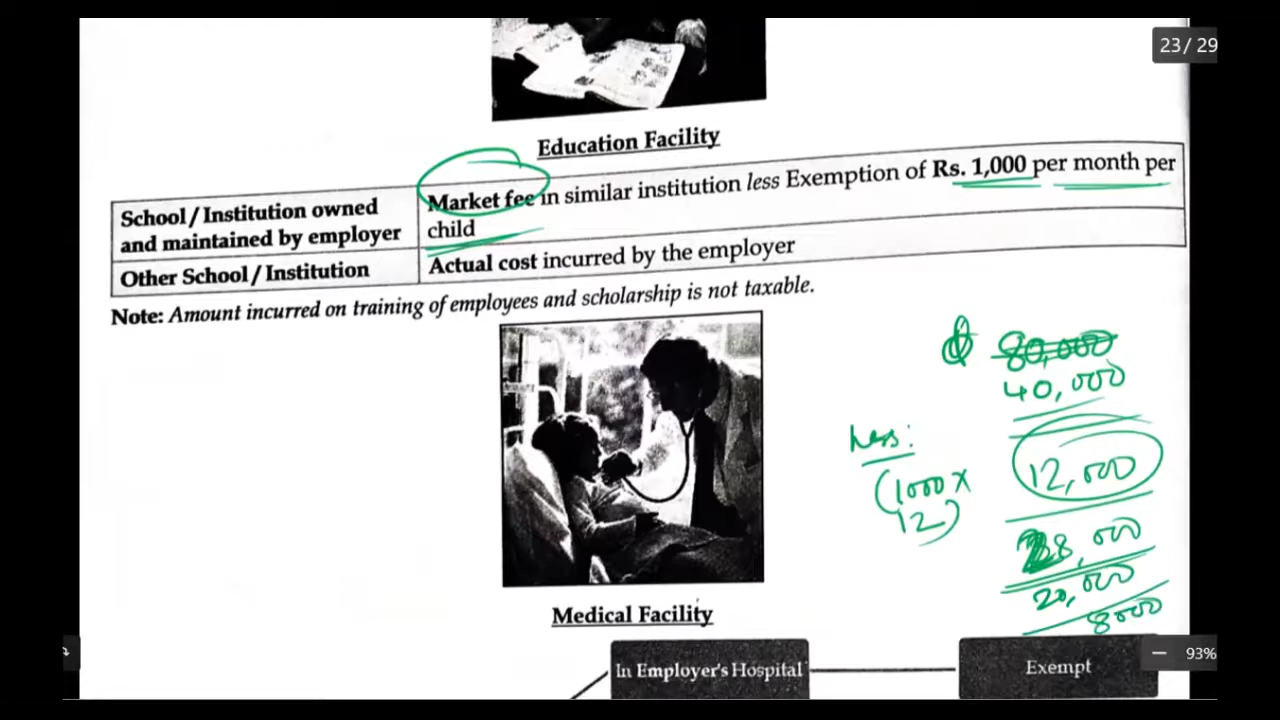 23 / 29
Education Facility
School / Institution owned and maintained by employer
Market fee in similar institution less Exemption of Rs. 1,000 per month per child
Other School / Institution
Actual cost incurred by the employer
Note: Amount incurred on training of employees and scholarship is not taxable.
80,000
40,000
Less:
(1000 x
12)
12,000
28,000
20,000
8000
Medical Facility
In Employer's Hospital
Exempt
93%